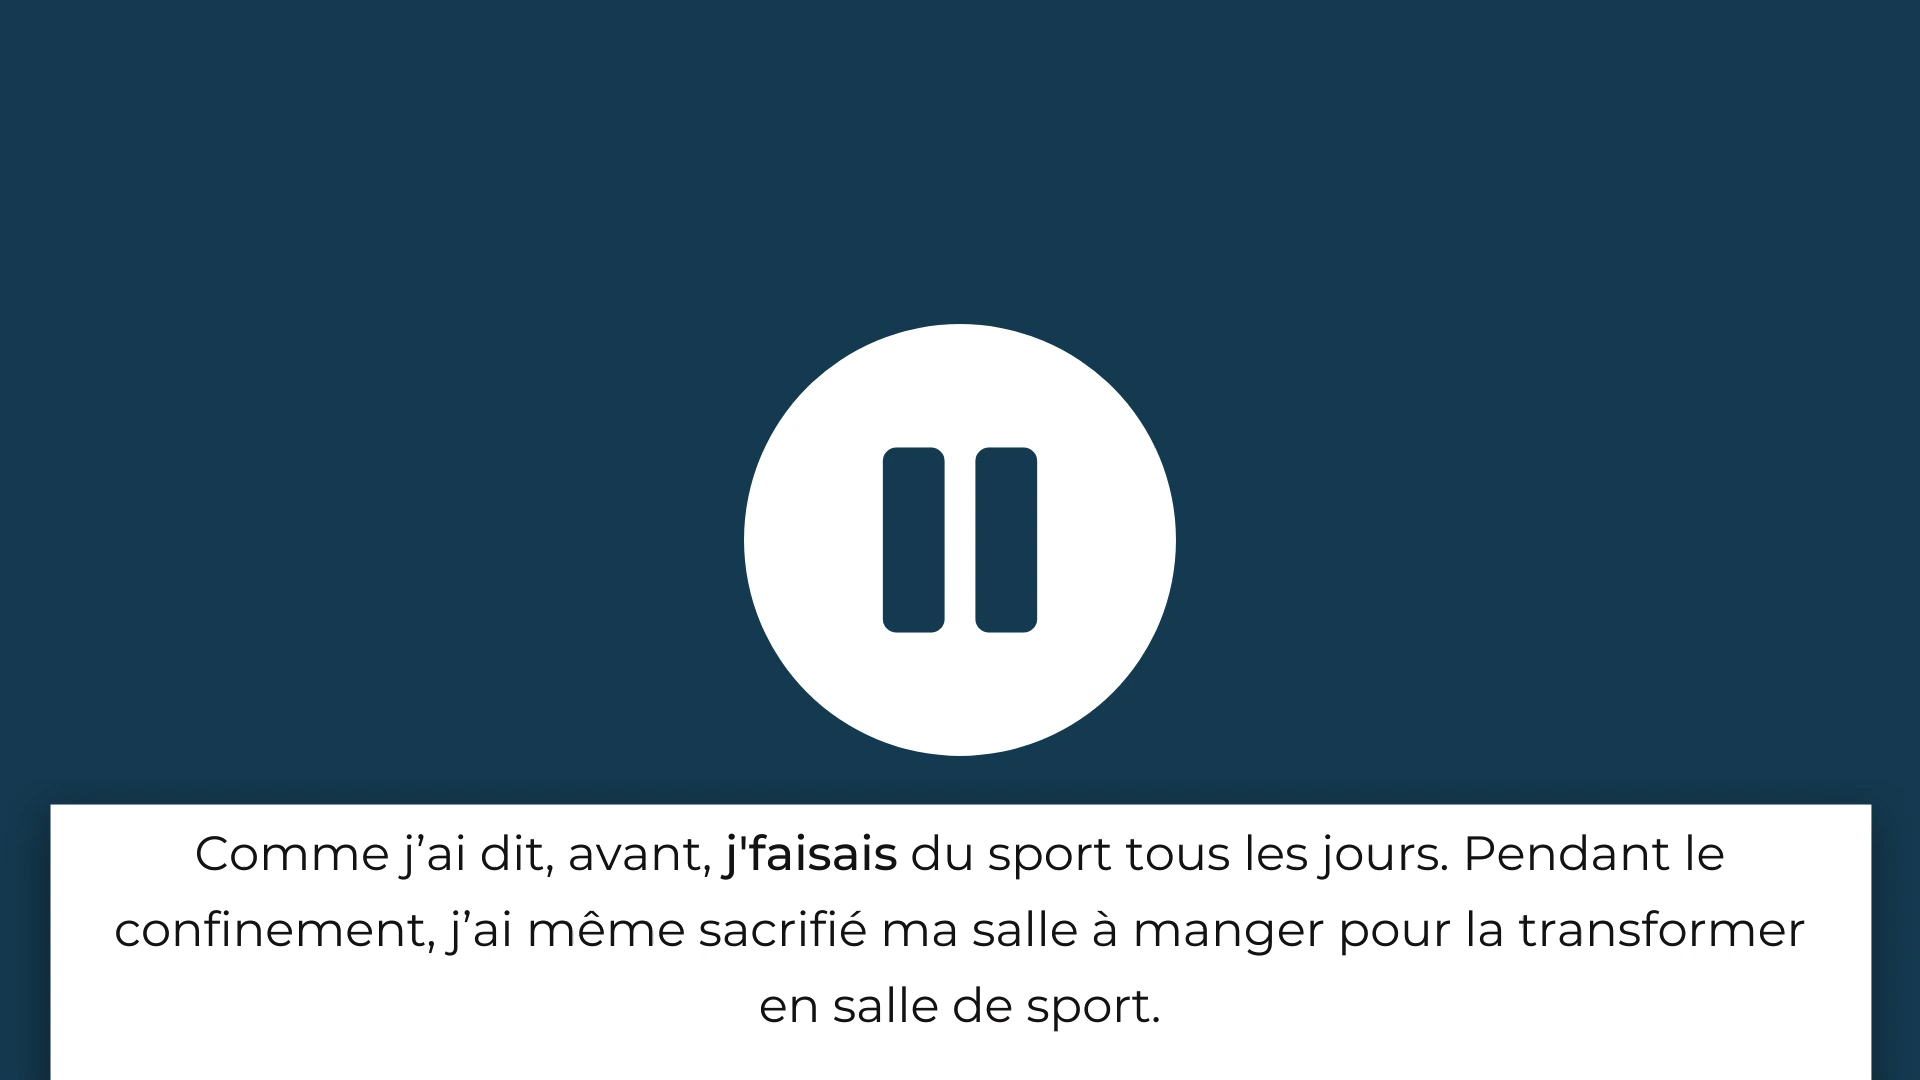 Comme j’ai dit, avant, j'faisais du sport tous les jours. Pendant le
confinement, j’ai même sacrifié ma salle à manger pour la transformer
en salle de sport.